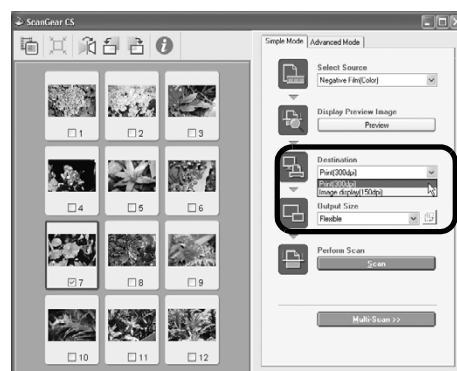 ScanGear CS
Simple Mode
Advanced Mode
Select Source
Negative Film(Color)
Display Preview Image
Preview
Destination
Print(300dpi)
Print(300dpi)
Image display(150dpi)
Output Size
Flexible
Perform Scan
Scan
Multi-Scan >>
1
2
3
4
5
6
7
8
9
10
11
12